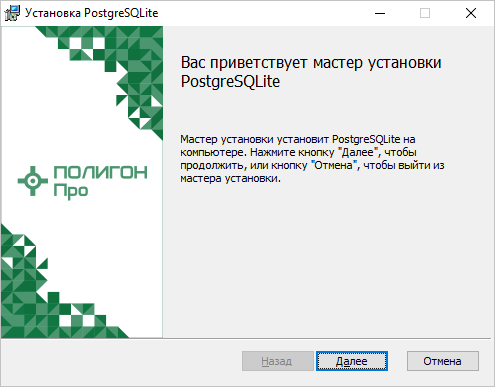 Установка PostgreSQLite
Вас приветствует мастер установки
PostgreSQLite
ПОЛИГОН
Про
Мастер установки установит PostgreSQLite на
компьютере. Нажмите кнопку "Далее", чтобы
продолжить, или кнопку "Отмена", чтобы выйти из
мастера установки.
Назад
Далее
Отмена